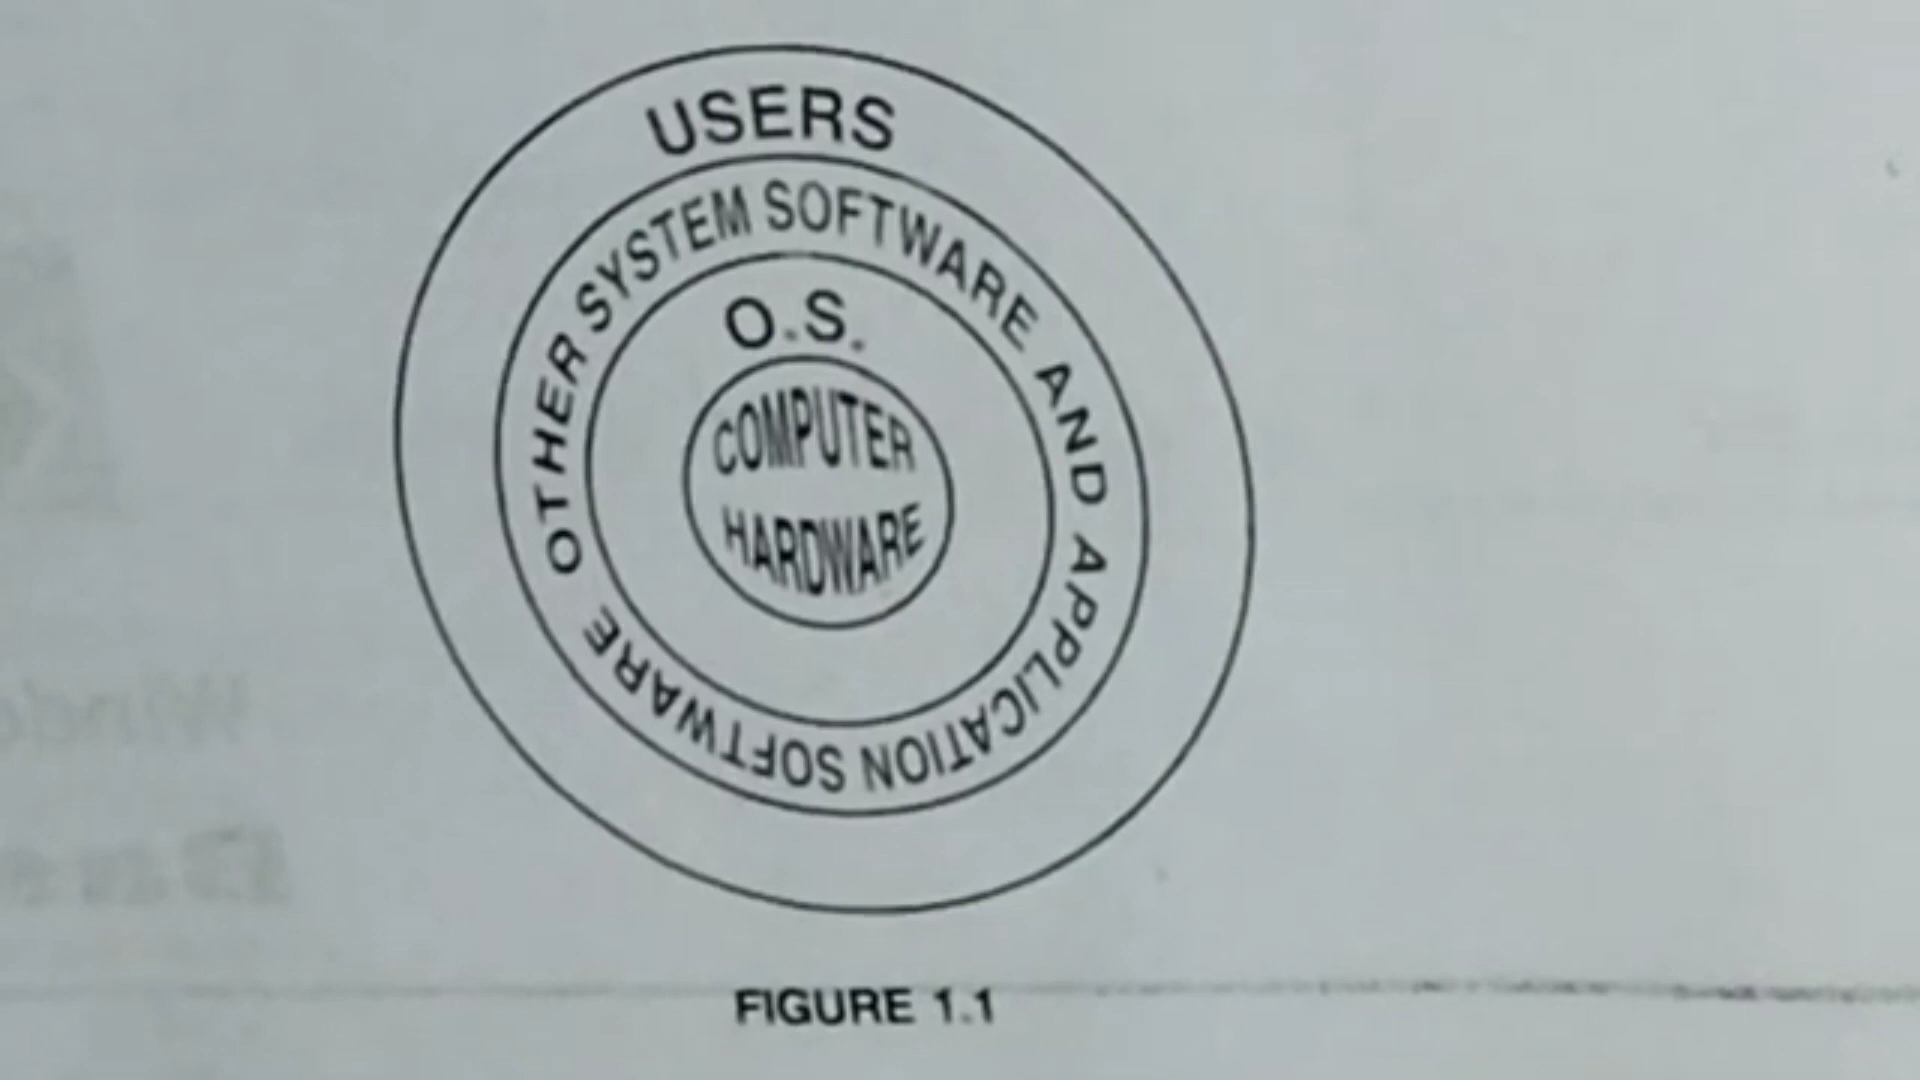 USERS
OTHER SYSTEM SOFTWARE AND APPLICATION SOFTWARE
O.S.
COMPUTER
HARDWARE
FIGURE 1.1